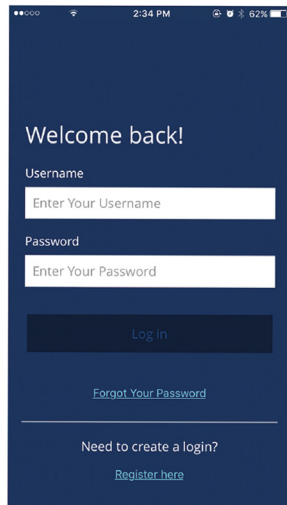 2:34 PM 62%
Welcome back!
Username
Enter Your Username
Password
Enter Your Password
Log in
Forgot Your Password
Need to create a login?
Register here